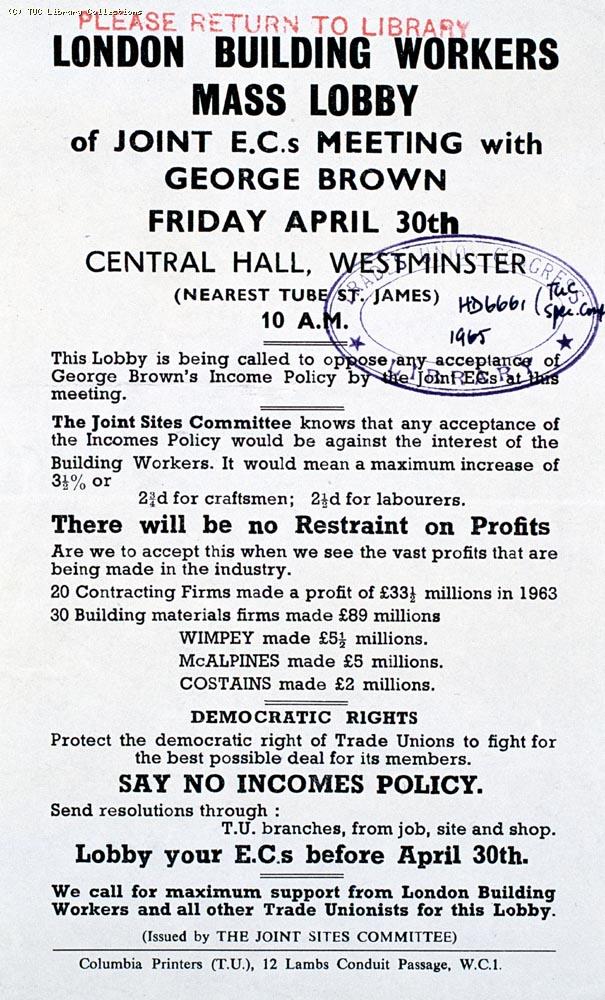 (C) TUC Library Collections
PLEASE RETURN TO LIBRARY
LONDON BUILDING WORKERS
MASS LOBBY
of JOINT E.C.s MEETING with
GEORGE BROWN
FRIDAY APRIL 30th
CENTRAL HALL, WESTMINSTER
(NEAREST TUBE ST. JAMES)
10 A.M.
TRADES UNION CONGRESS
HD6661 (TUC
Spec. Conf
1965
LIBRARY
This Lobby is being called to oppose any acceptance of
George Brown's Income Policy by the Joint ECs at this
meeting.
The Joint Sites Committee knows that any acceptance of
the Incomes Policy would be against the interest of the
Building Workers. It would mean a maximum increase of
3½% or
2¾d for craftsmen; 2½d for labourers.
There will be no Restraint on Profits
Are we to accept this when we see the vast profits that are
being made in the industry.
20 Contracting Firms made a profit of £33½ millions in 1963
30 Building materials firms made £89 millions
WIMPEY made £5½ millions.
McALPINES made £5 millions.
COSTAINS made £2 millions.
DEMOCRATIC RIGHTS
Protect the democratic right of Trade Unions to fight for
the best possible deal for its members.
SAY NO INCOMES POLICY.
Send resolutions through :
T.U. branches, from job, site and shop.
Lobby your E.C.s before April 30th.
We call for maximum support from London Building
Workers and all other Trade Unionists for this Lobby.
(Issued by THE JOINT SITES COMMITTEE)
Columbia Printers (T.U.), 12 Lambs Conduit Passage, W.C.1.